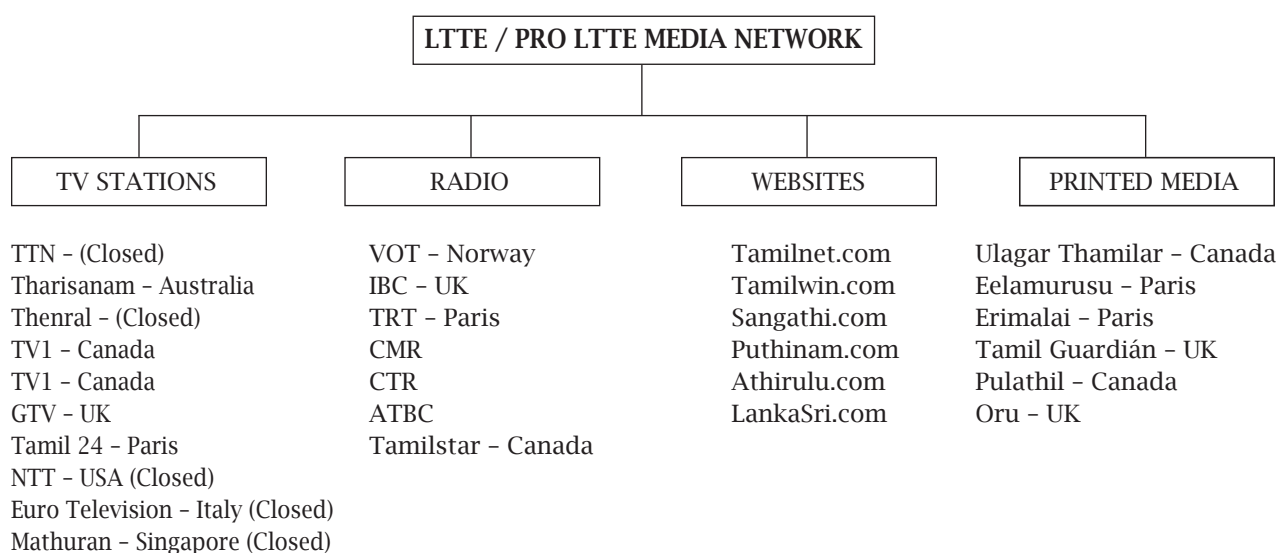 LTTE / PRO LTTE MEDIA NETWORK
TV STATIONS
TTN – (Closed)
Tharisanam – Australia
Thenral – (Closed)
TV1 – Canada
TV1 – Canada
GTV – UK
Tamil 24 – Paris
NTT – USA (Closed)
Euro Television – Italy (Closed)
Mathuran – Singapore (Closed)
RADIO
VOT – Norway
IBC – UK
TRT – Paris
CMR
CTR
ATBC
Tamilstar – Canada
WEBSITES
Tamilnet.com
Tamilwin.com
Sangathi.com
Puthinam.com
Athirulu.com
LankaSri.com
PRINTED MEDIA
Ulagar Thamilar – Canada
Eelamurusu – Paris
Erimalai – Paris
Tamil Guardián – UK
Pulathil – Canada
Oru – UK